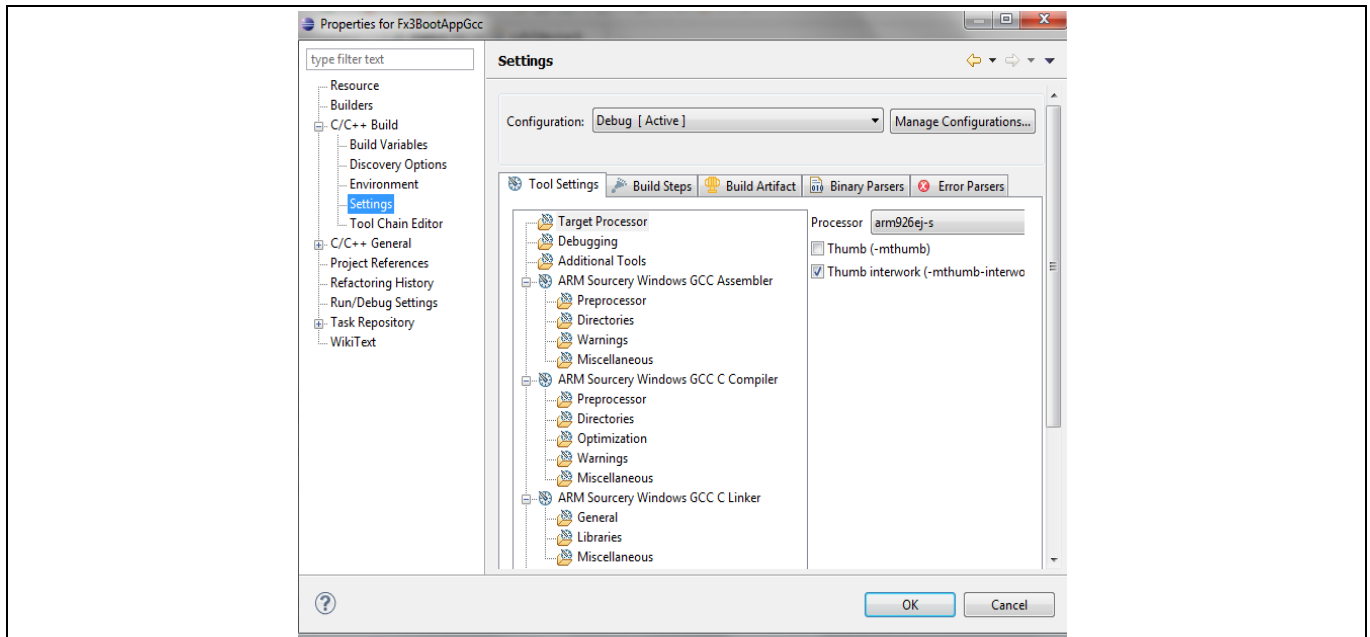 Properties for Fx3BootAppGcc
type filter text
Resource
Builders
C/C++ Build
Build Variables
Discovery Options
Environment
Settings
Tool Chain Editor
C/C++ General
Project References
Refactoring History
Run/Debug Settings
Task Repository
WikiText
Settings
Configuration: Debug [ Active ] Manage Configurations...
Tool Settings Build Steps Build Artifact Binary Parsers Error Parsers
Target Processor
Debugging
Additional Tools
ARM Sourcery Windows GCC Assembler
Preprocessor
Directories
Warnings
Miscellaneous
ARM Sourcery Windows GCC C Compiler
Preprocessor
Directories
Optimization
Warnings
Miscellaneous
ARM Sourcery Windows GCC C Linker
General
Libraries
Miscellaneous
Processor arm926ej-s
Thumb (-mthumb)
Thumb interwork (-mthumb-interwo
OK Cancel